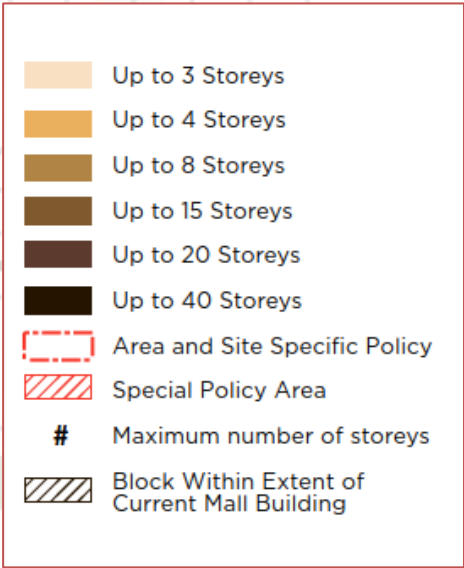 Up to 3 Storeys
Up to 4 Storeys
Up to 8 Storeys
Up to 15 Storeys
Up to 20 Storeys
Up to 40 Storeys
Area and Site Specific Policy
Special Policy Area
# Maximum number of storeys
Block Within Extent of
Current Mall Building